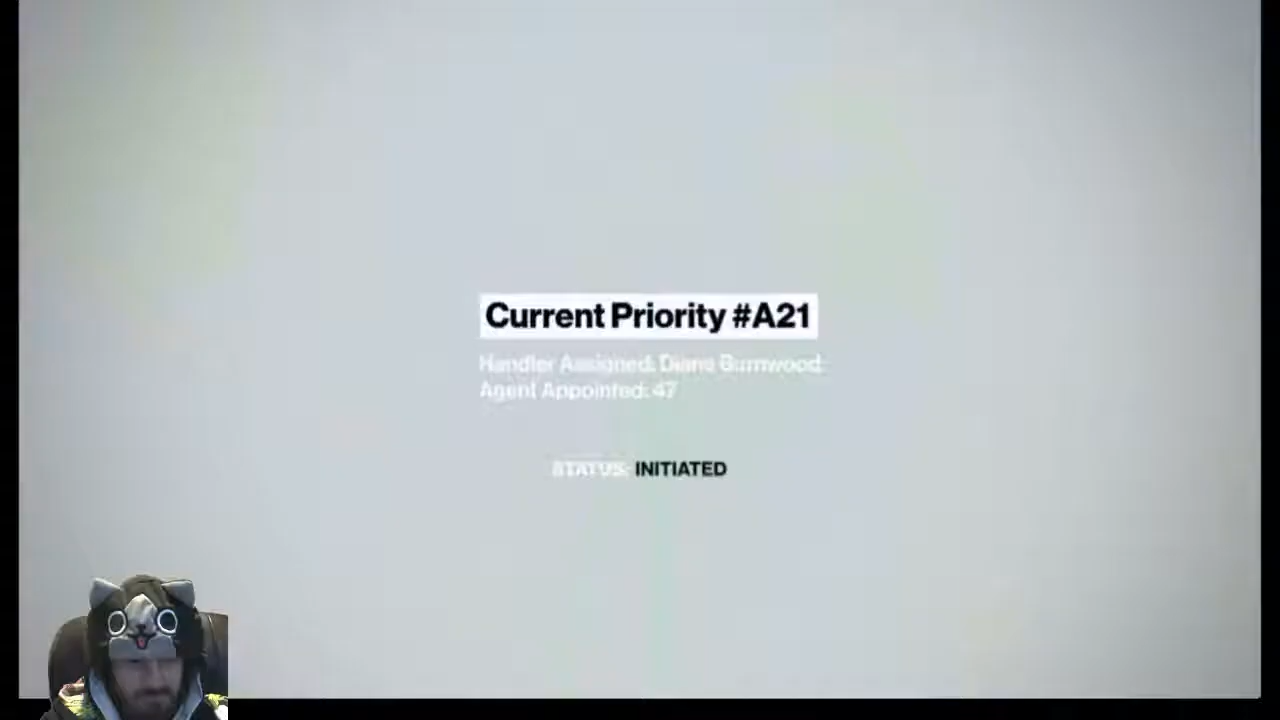 Current Priority #A21
Handler Assigned: Diana Burnwood
Agent Appointed: 47
STATUS: INITIATED